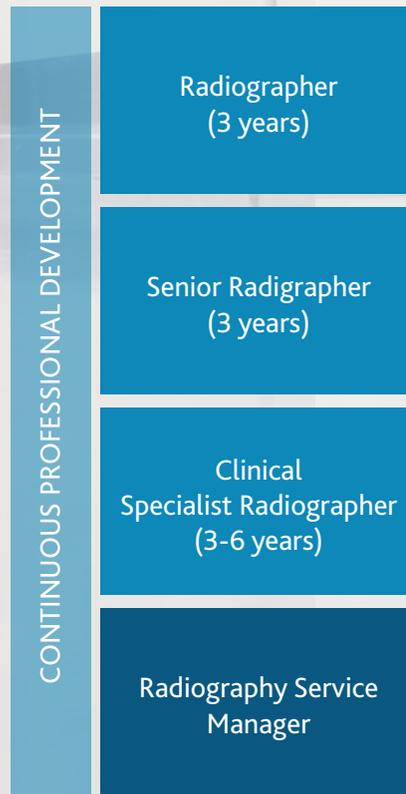 CONTINUOUS PROFESSIONAL DEVELOPMENT
Radiographer
(3 years)
Senior Radigrapher
(3 years)
Clinical
Specialist Radiographer
(3-6 years)
Radiography Service
Manager